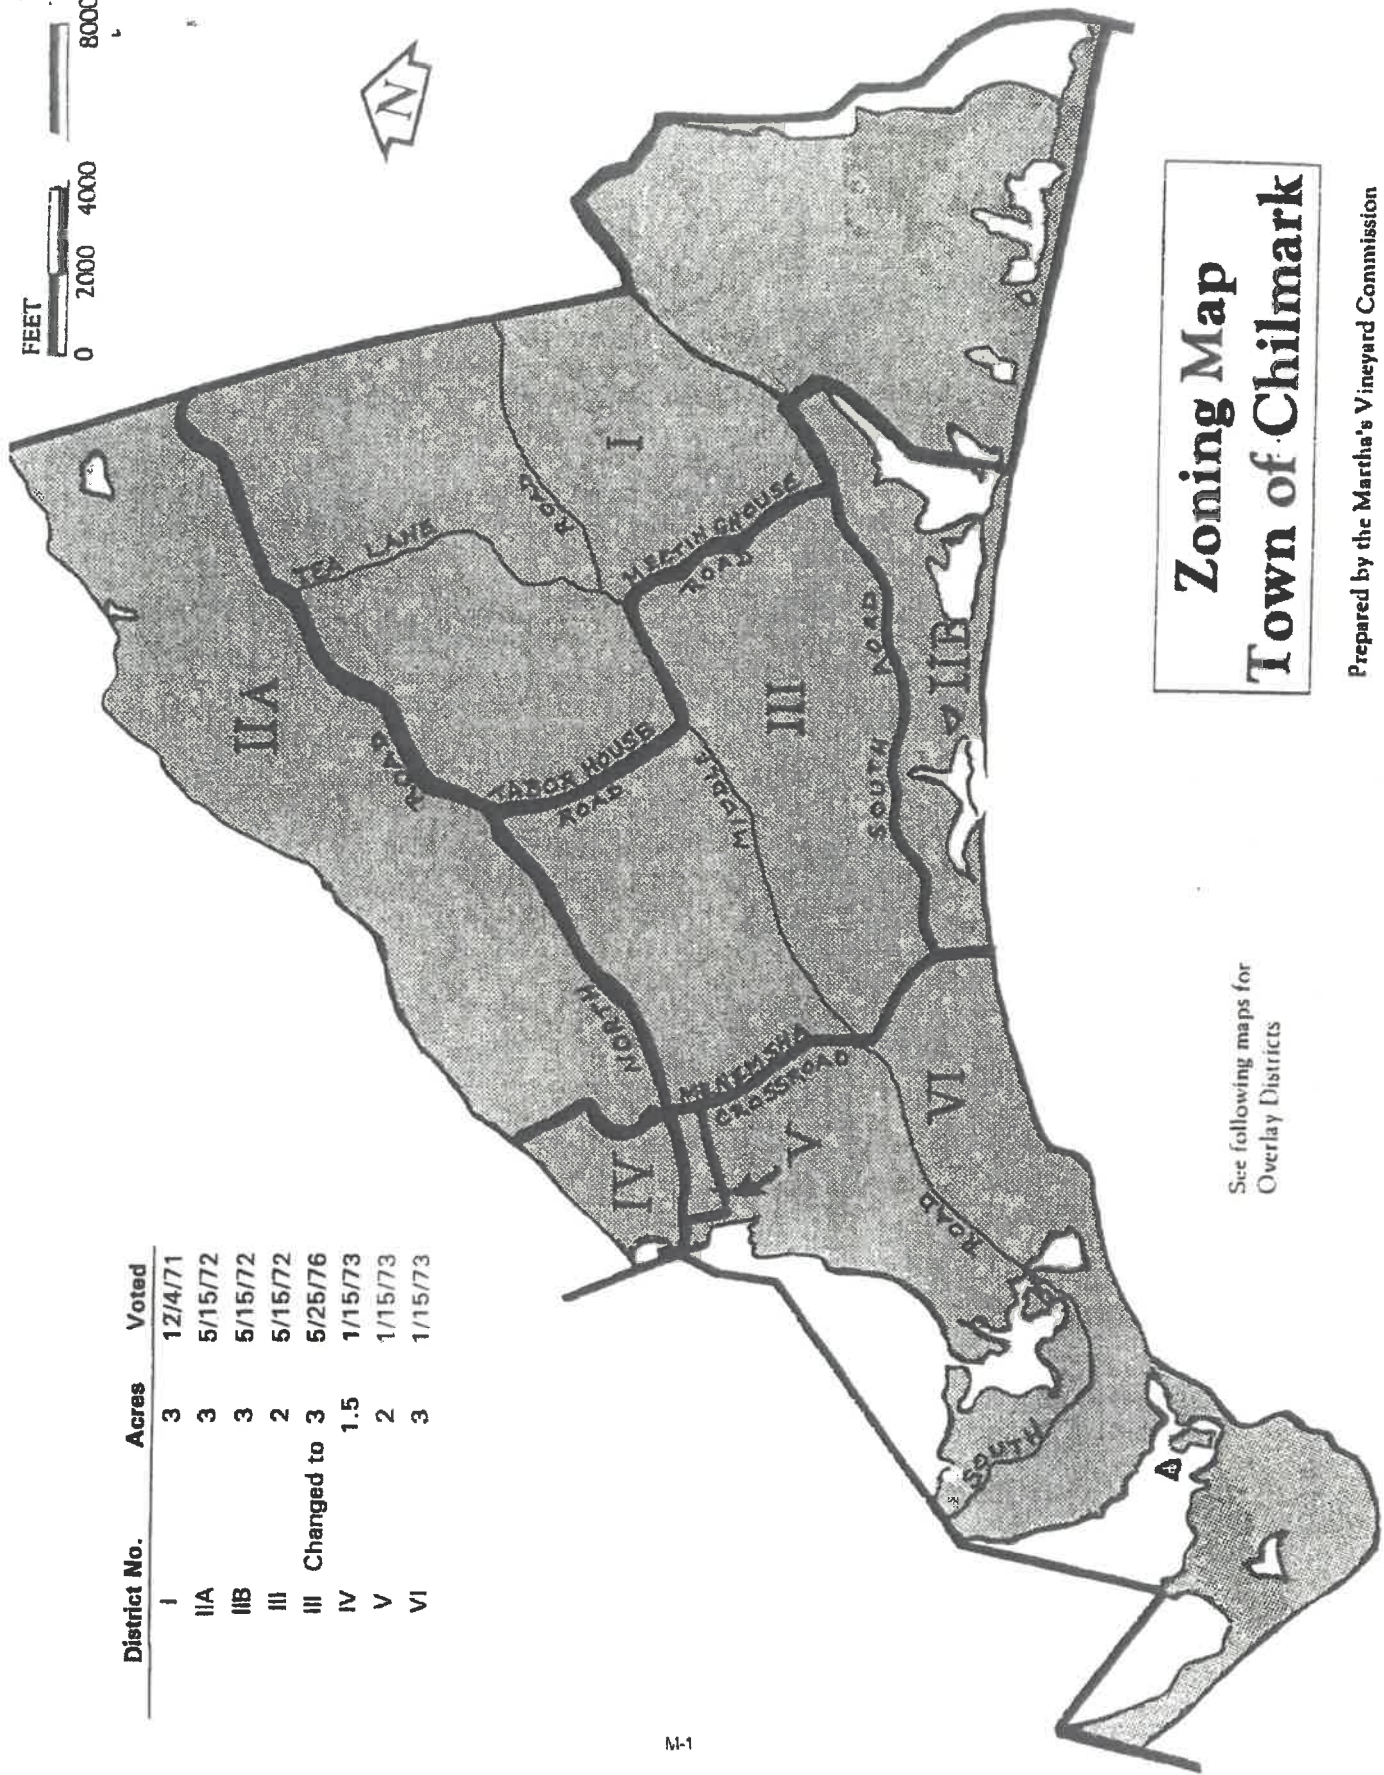 District No. Acres Voted
I 3 12/4/71
IIA 3 5/15/72
IIB 3 5/15/72
III 2 5/15/72
III Changed to 3 5/25/76
IV 1.5 1/15/73
V 2 1/15/73
VI 3 1/15/73
FEET
0 2000 4000 8000
N
IIA
TEA LANE
ROAD
I
ROAD
TABOR HOUSE
ROAD
MEETINGHOUSE
ROAD
NORTH
MIDDLE
III
IV
MENEMSHA
CROSSROAD
V
SOUTH ROAD
IIB
VI
ROAD
SOUTH
Zoning Map
Town of Chilmark
See following maps for
Overlay Districts
Prepared by the Martha's Vineyard Commission
M-1